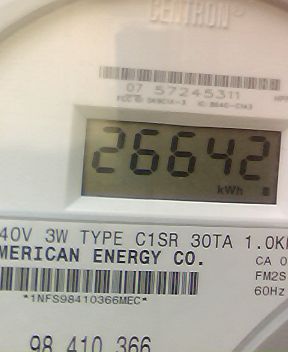 CENTRON®
07 57245311
26642
kWh
40V 3W TYPE C1SR 30TA 1.0K
MERICAN ENERGY CO.
CA 0
FM2S
60Hz
*1NFS98410366MEC*
98 410 366